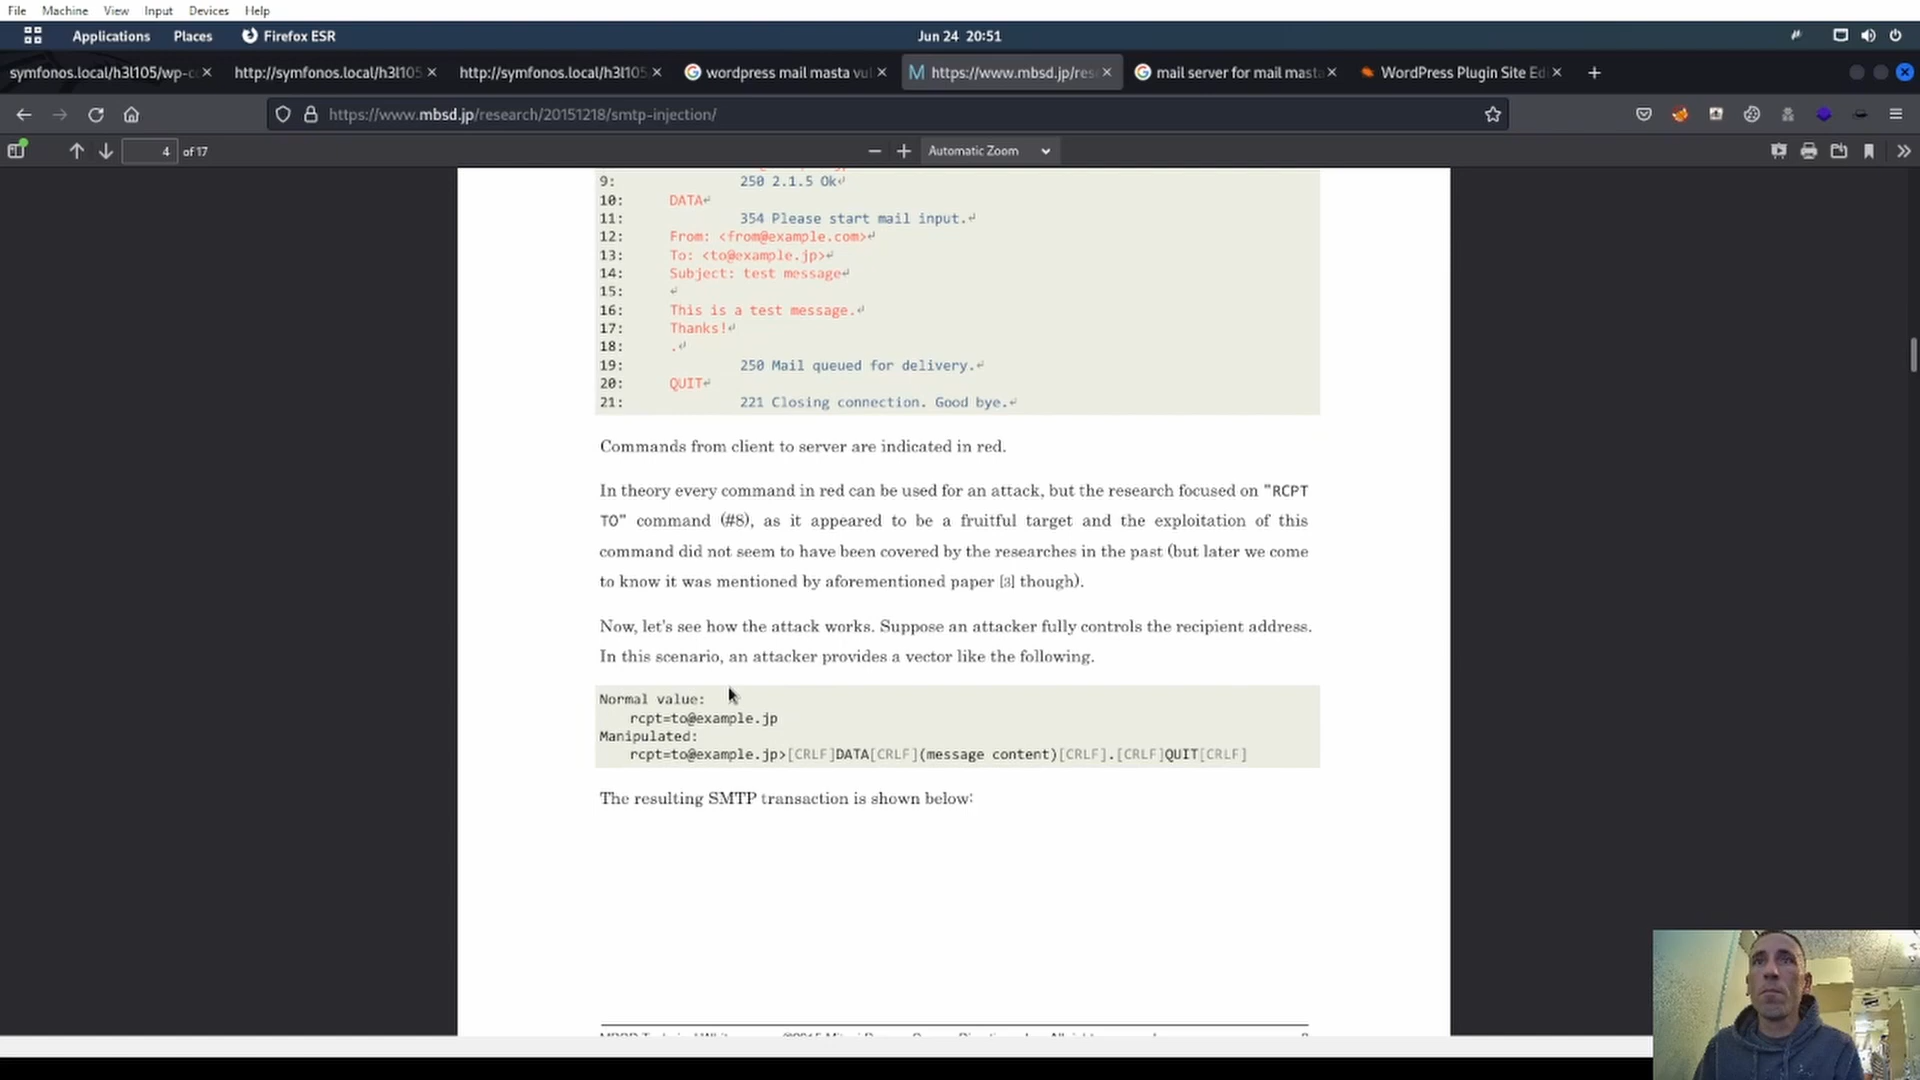 File Machine View Input Devices Help
Applications Places Firefox ESR Jun 24 20:51
symfonos.local/h3l105/wp-c × http://symfonos.local/h3l105 × http://symfonos.local/h3l105 × wordpress mail masta vul × https://www.mbsd.jp/rese × mail server for mail masta × WordPress Plugin Site Ed × +
https://www.mbsd.jp/research/20151218/smtp-injection/
4 of 17 − + Automatic Zoom
9: 250 2.1.5 Ok↵
10: DATA↵
11: 354 Please start mail input.↵
12: From: <from@example.com>↵
13: To: <to@example.jp>↵
14: Subject: test message↵
15: ↵
16: This is a test message.↵
17: Thanks!↵
18: .↵
19: 250 Mail queued for delivery.↵
20: QUIT↵
21: 221 Closing connection. Good bye.↵
Commands from client to server are indicated in red.
In theory every command in red can be used for an attack, but the research focused on "RCPT
TO" command (#8), as it appeared to be a fruitful target and the exploitation of this
command did not seem to have been covered by the researches in the past (but later we come
to know it was mentioned by aforementioned paper [3] though).
Now, let's see how the attack works. Suppose an attacker fully controls the recipient address.
In this scenario, an attacker provides a vector like the following.
Normal value:
rcpt=to@example.jp
Manipulated:
rcpt=to@example.jp>[CRLF]DATA[CRLF](message content)[CRLF].[CRLF]QUIT[CRLF]
The resulting SMTP transaction is shown below: